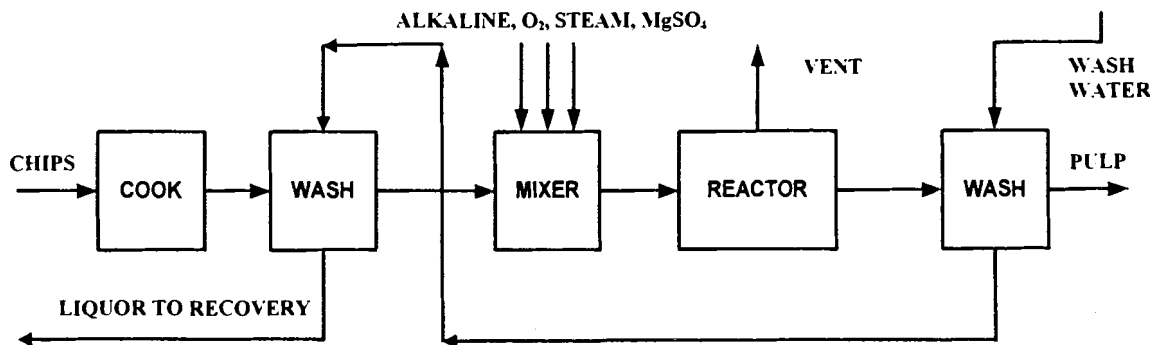 ALKALINE, O₂, STEAM, MgSO₄
VENT
WASH
WATER
CHIPS
COOK
WASH
MIXER
REACTOR
WASH
PULP
LIQUOR TO RECOVERY